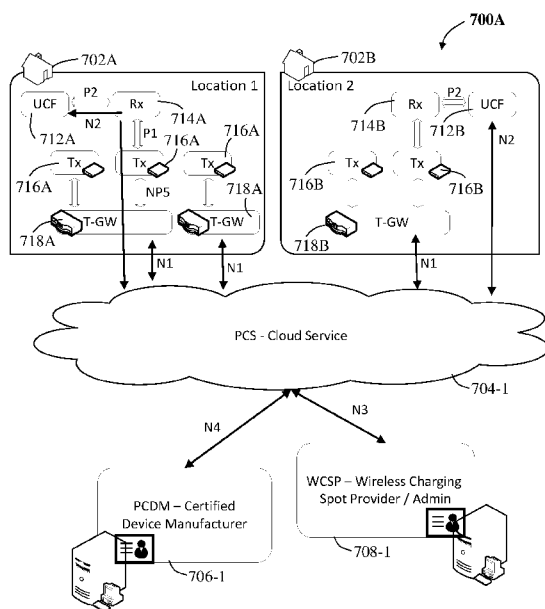 700A
702A
702B
Location 1
Location 2
UCF
P2
Rx
714A
N2
712A
P1
716A
Tx
Tx
716A
Tx
716A
NP5
718A
T-GW
T-GW
718A
N1
N1
Rx
P2
UCF
714B
712B
N2
Tx
Tx
716B
716B
T-GW
718B
N1
PCS - Cloud Service
704-1
N4
N3
PCDM – Certified
Device Manufacturer
706-1
WCSP – Wireless Charging
Spot Provider / Admin
708-1